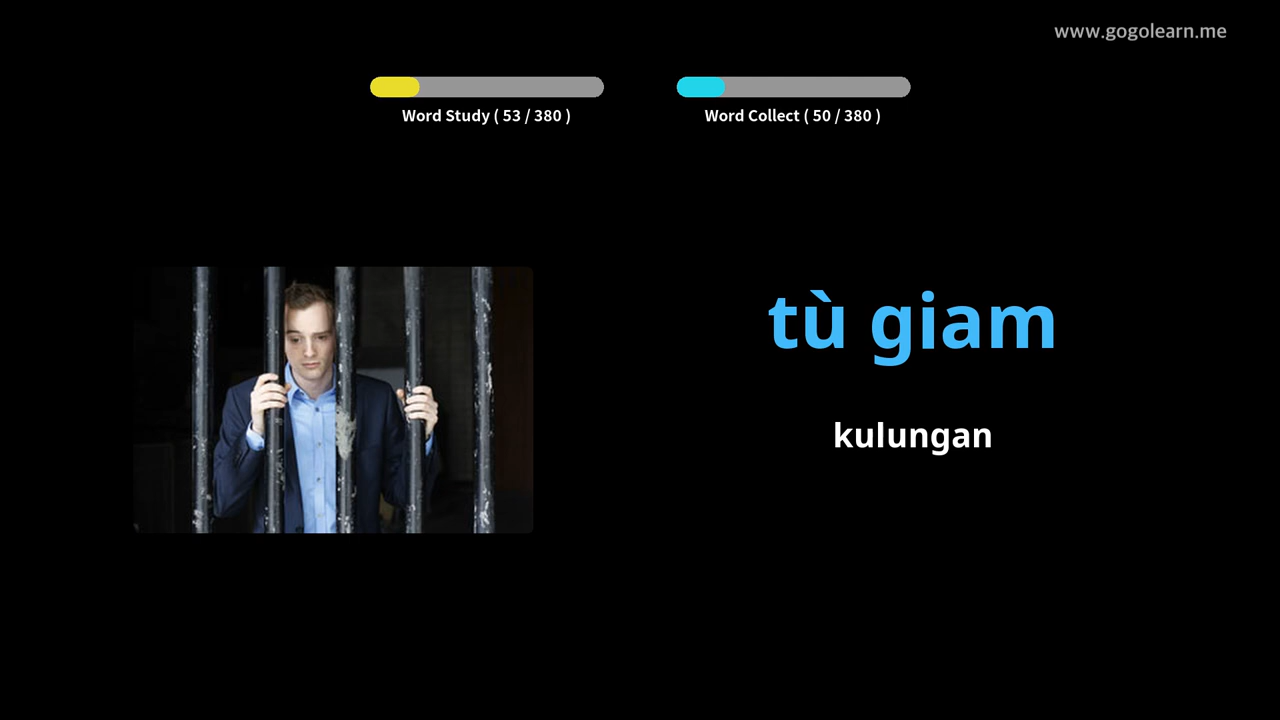 www.gogolearn.me
Word Study ( 53 / 380 )
Word Collect ( 50 / 380 )
tù giam
kulungan